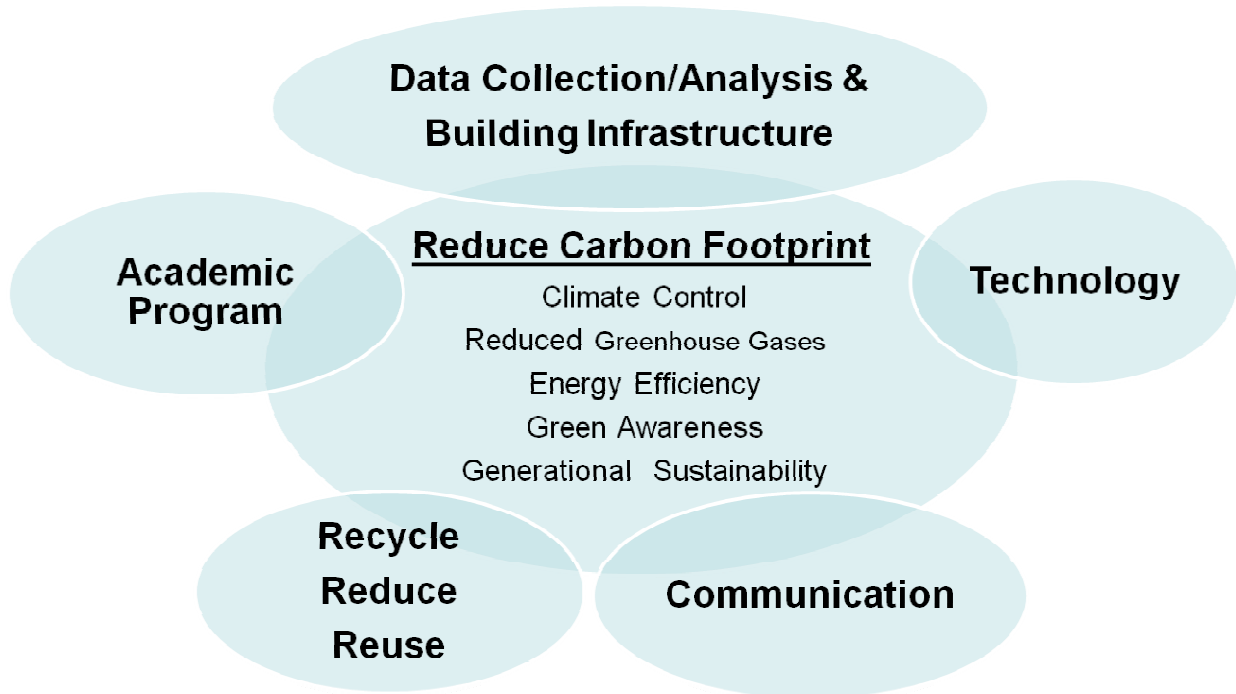 Data Collection/Analysis &
Building Infrastructure
Academic
Program
Reduce Carbon Footprint
Climate Control
Reduced Greenhouse Gases
Energy Efficiency
Green Awareness
Generational Sustainability
Technology
Recycle
Reduce
Reuse
Communication